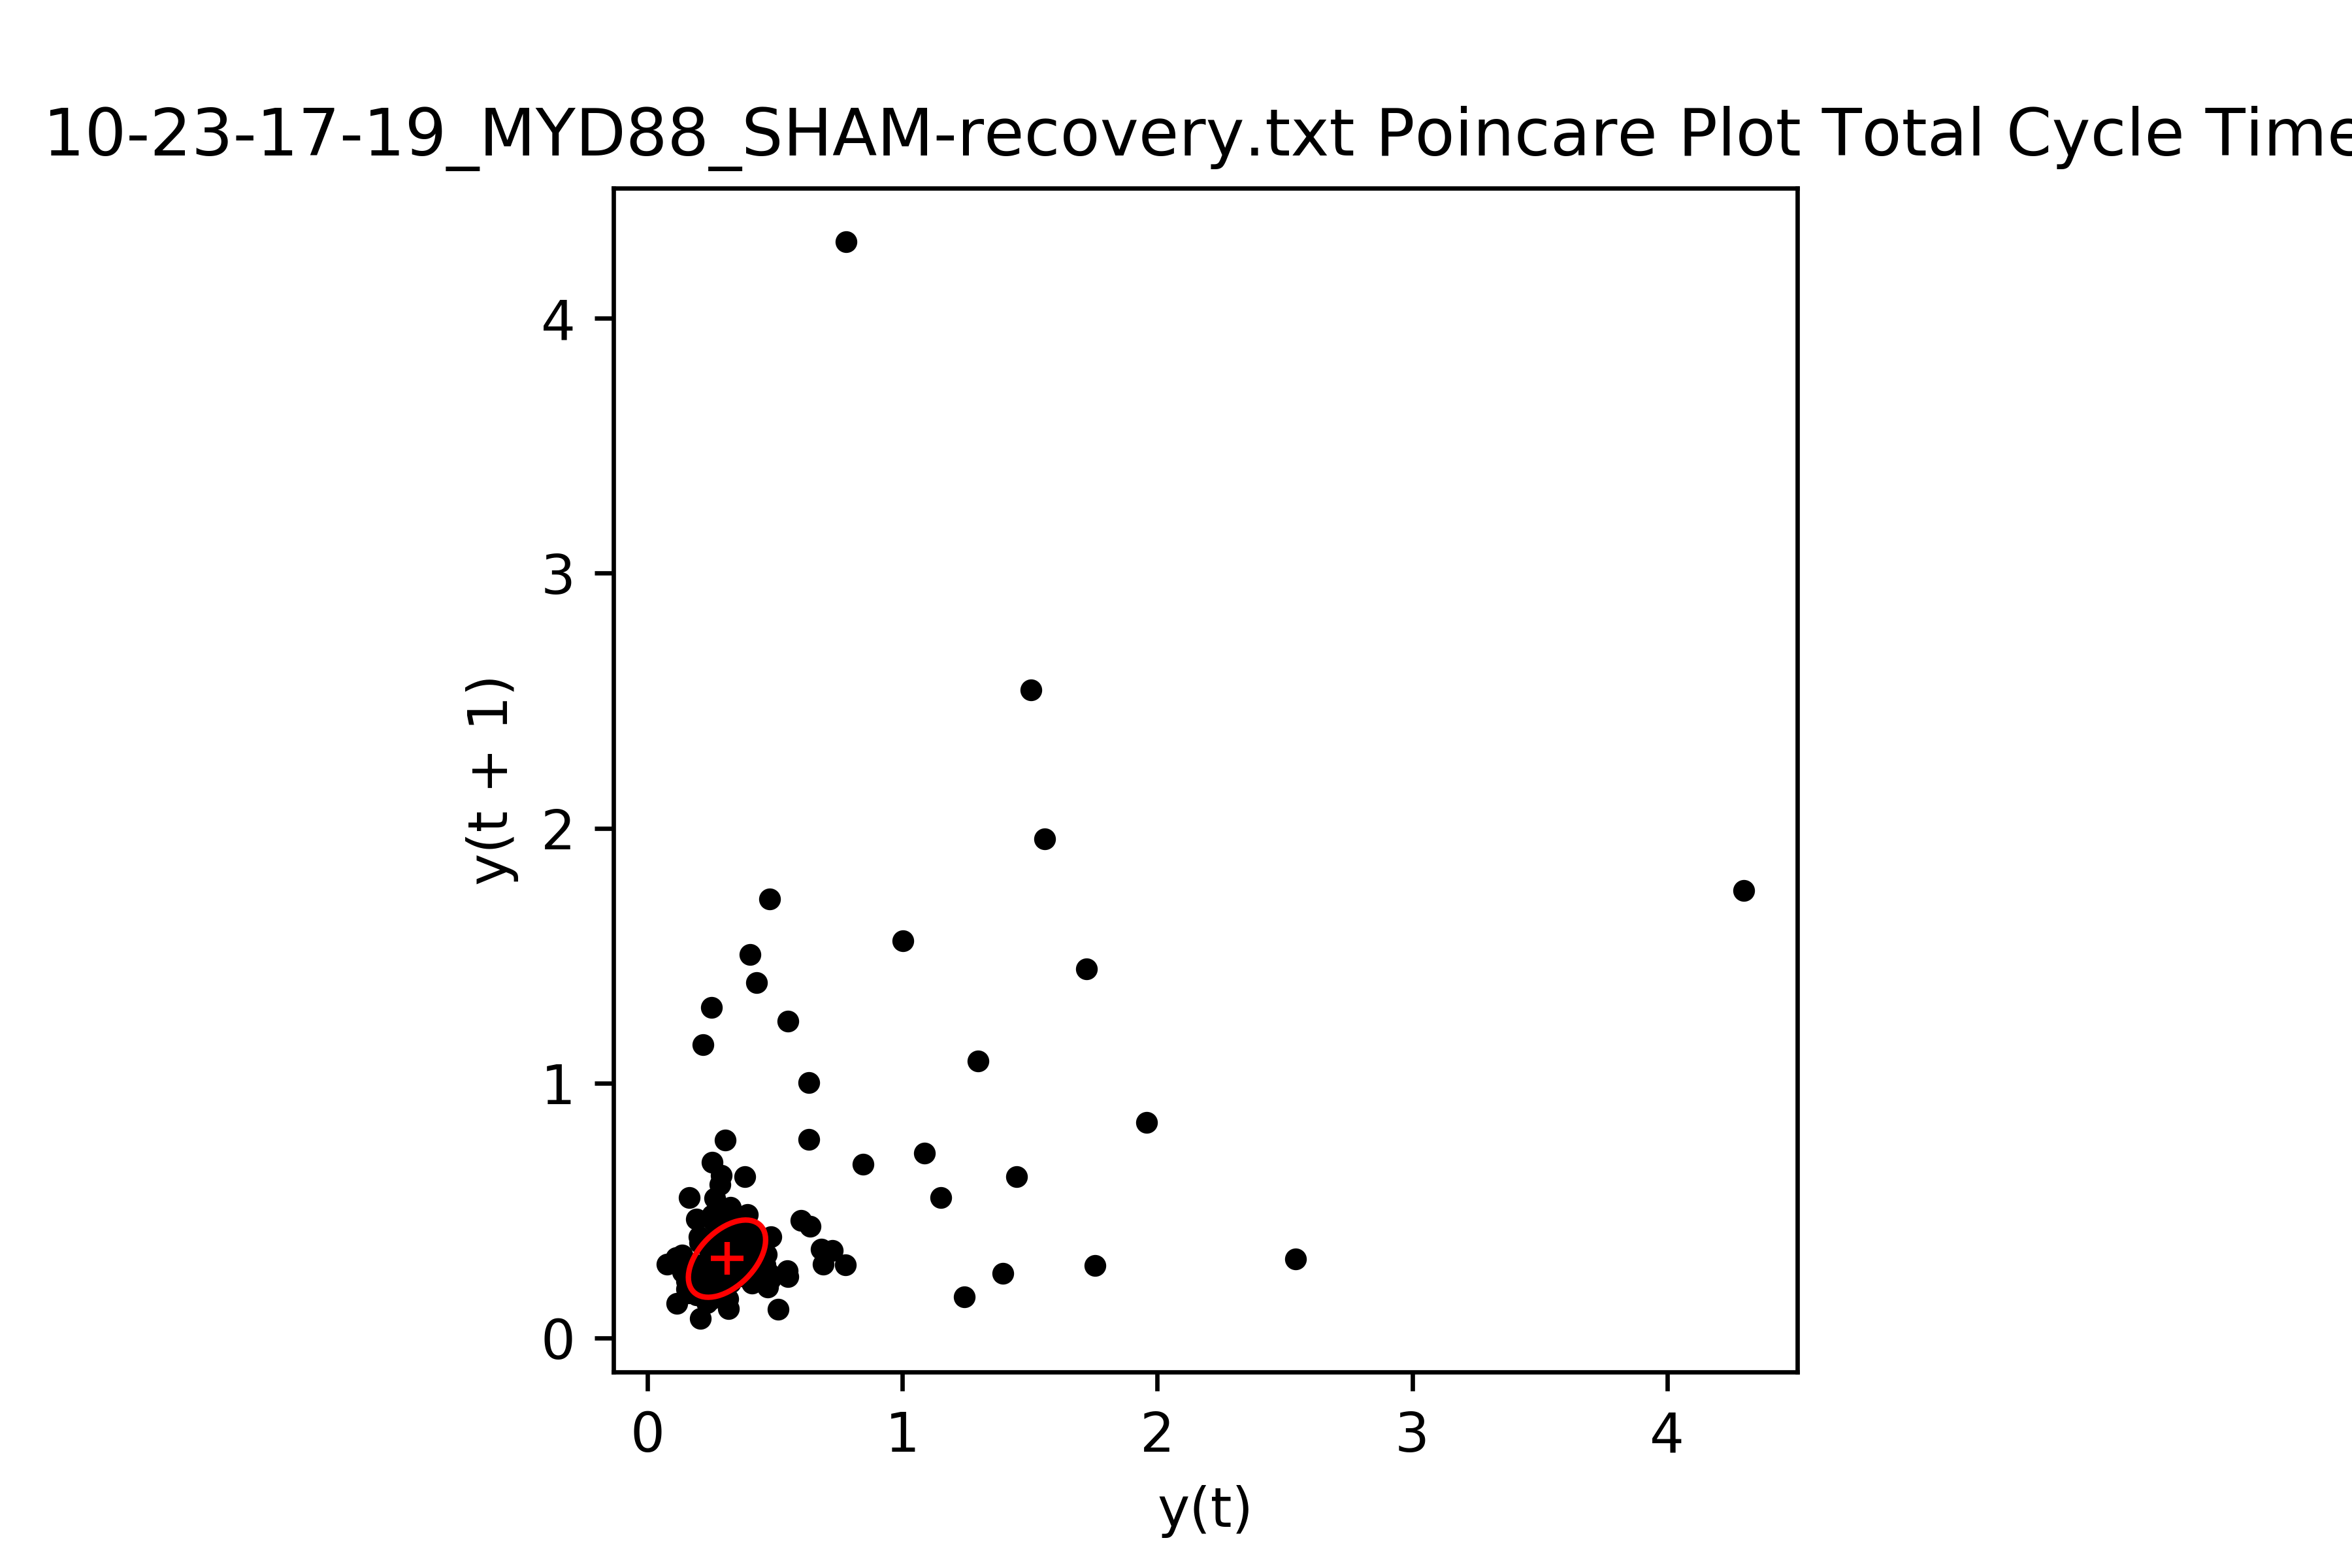 10-23-17-19_MYD88_SHAM-recovery.txt Poincare Plot Total Cycle Time
4
3
2
1
0
y(t + 1)
0 1 2 3 4
y(t)